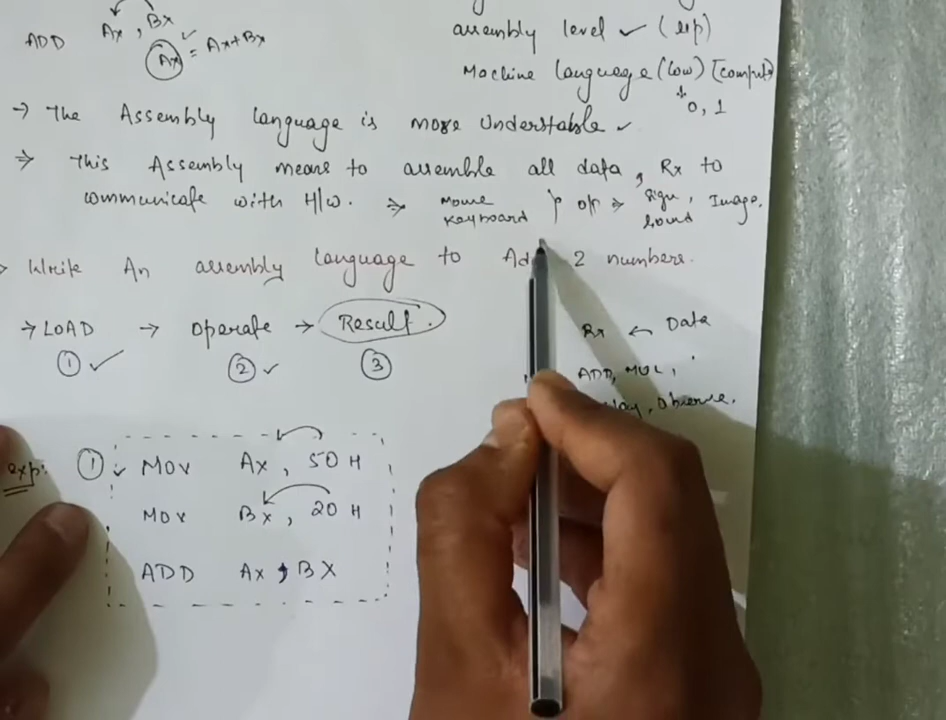 ADD Ax , Bx
Ax = Ax+Bx
assembly level ✓
Machine language (low) [comput
0, 1
→ The Assembly language is more Understable ✓
⇒ This Assembly means to assemble all data, Rx to
communicate with H/W. ⇒ Mouse
Keyboard } o/p ⇒ sign, sound Image.
Write An assembly language to Ad 2 numbers.
→ LOAD → operate → Result.
① ✓ ② ✓ ③
Rx ← Data
ADD, MUL,
Observe.
exp: ① ✓ MOV Ax , 50 H
MOV Bx , 20 H
ADD Ax , BX